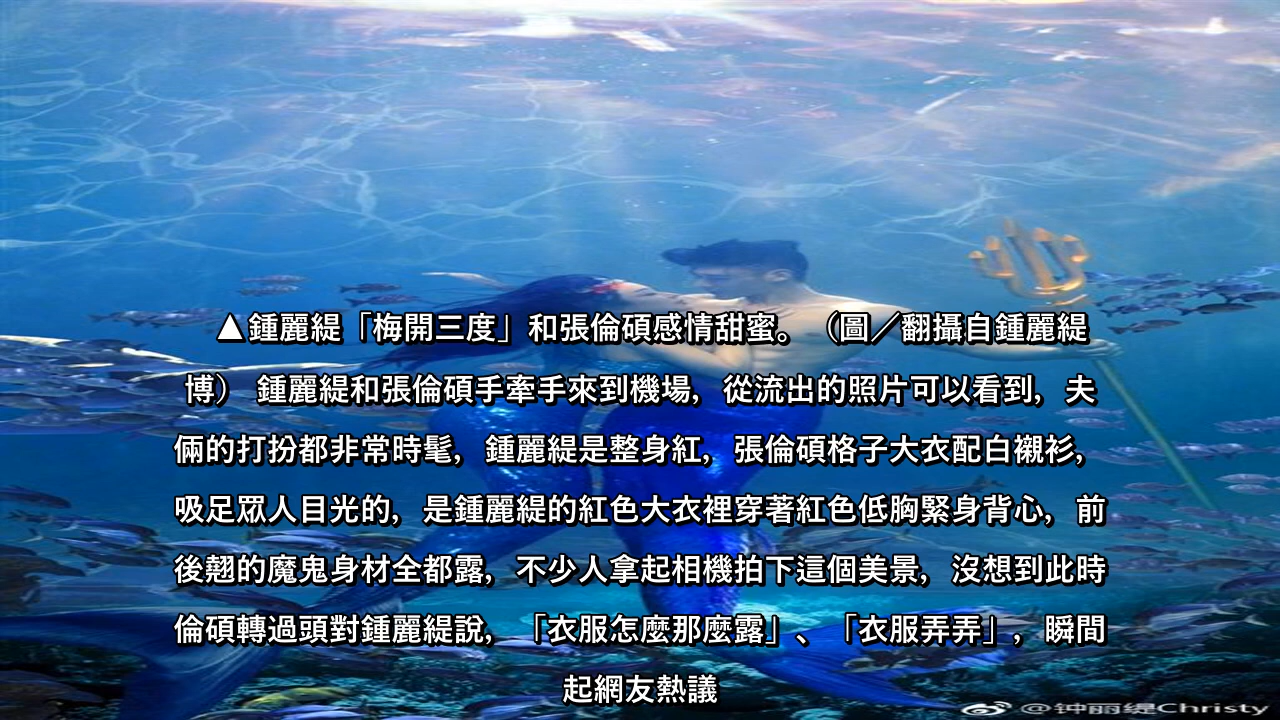 ▲鍾麗緹「梅開三度」和張倫碩感情甜蜜。（圖／翻攝自鍾麗緹
博） 鍾麗緹和張倫碩手牽手來到機場，從流出的照片可以看到，夫
倆的打扮都非常時髦，鍾麗緹是整身紅，張倫碩格子大衣配白襯衫，
吸足眾人目光的，是鍾麗緹的紅色大衣裡穿著紅色低胸緊身背心，前
後翹的魔鬼身材全都露，不少人拿起相機拍下這個美景，沒想到此時
倫碩轉過頭對鍾麗緹說，「衣服怎麼那麼露」、「衣服弄弄」，瞬間
起網友熱議
@钟丽缇Christy